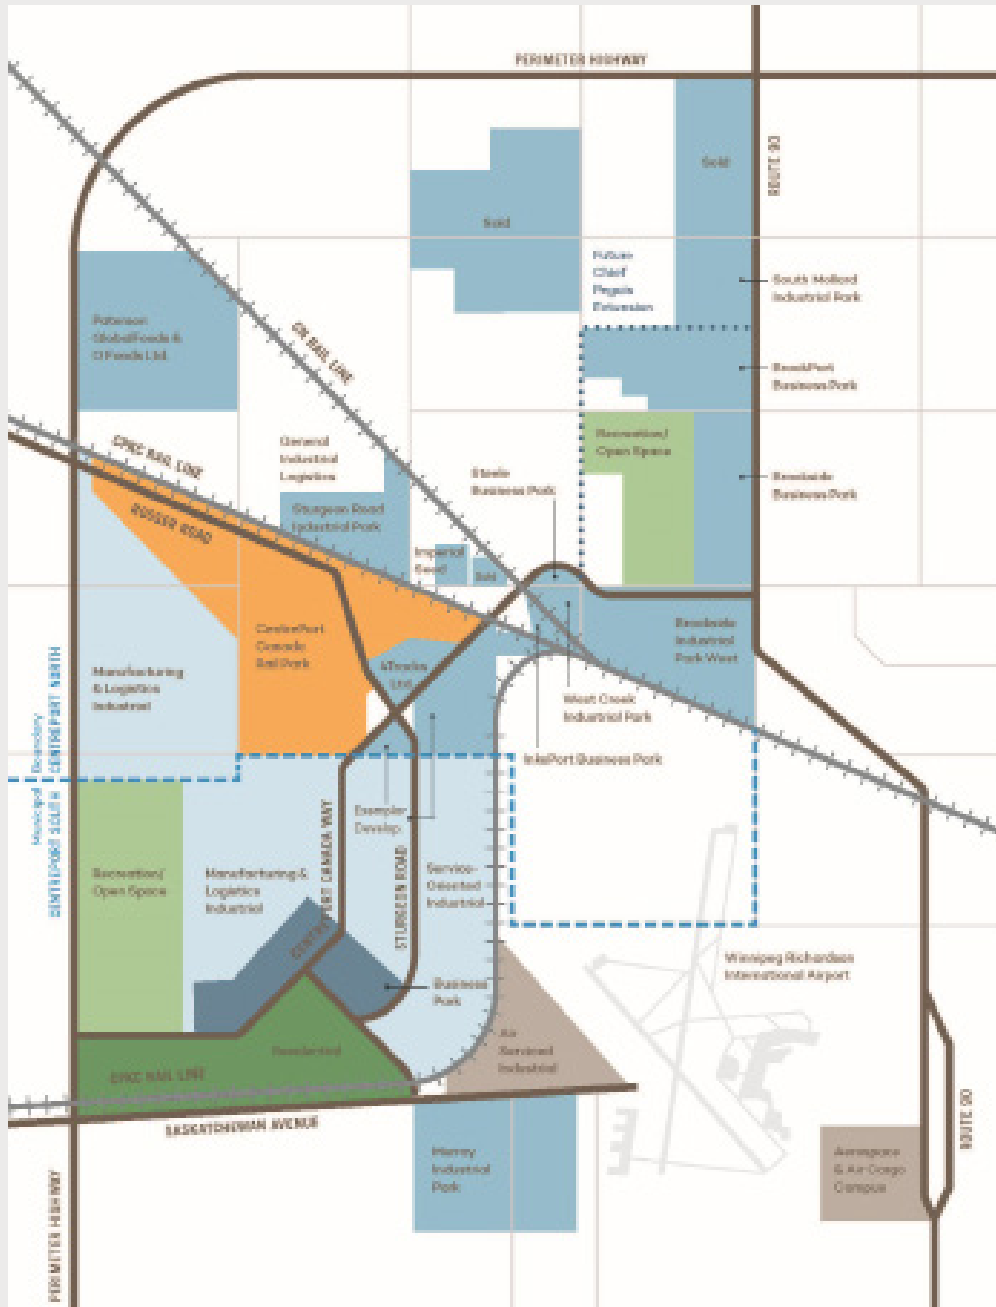 PERIMETER HIGHWAY
Sold
ROUTE 90
Sold
Future
Chief
Peguis
Extension
South Mollard
Industrial Park
Paterson
GlobalFoods &
O Foods Ltd.
CN RAIL LINE
BrookPort
Business Park
CPKC RAIL LINE
General
Industrial
Logistics
Recreation/
Open Space
Steele
Business Park
Brookside
Business Park
ROSSER ROAD
Sturgeon Road
Industrial Park
Imperial
Seed
Sold
CentrePort
Canada
Rail Park
Brookside
Industrial
Park West
Manufacturing
& Logistics
Industrial
4Tracks
Ltd.
West Creek
Industrial Park
InksPort Business Park
Municipal Boundary
CENTREPORT NORTH
CENTREPORT SOUTH
Exemplar
Develop.
CENTREPORT CANADA WAY
STURGEON ROAD
Recreation/
Open Space
Manufacturing &
Logistics
Industrial
Service-
Oriented
Industrial
Winnipeg Richardson
International Airport
Business
Park
Air
Serviced
Industrial
Residential
CPKC RAIL LINE
SASKATCHEWAN AVENUE
ROUTE 90
Murray
Industrial
Park
Aerospace
& Air Cargo
Campus
PERIMETER HIGHWAY